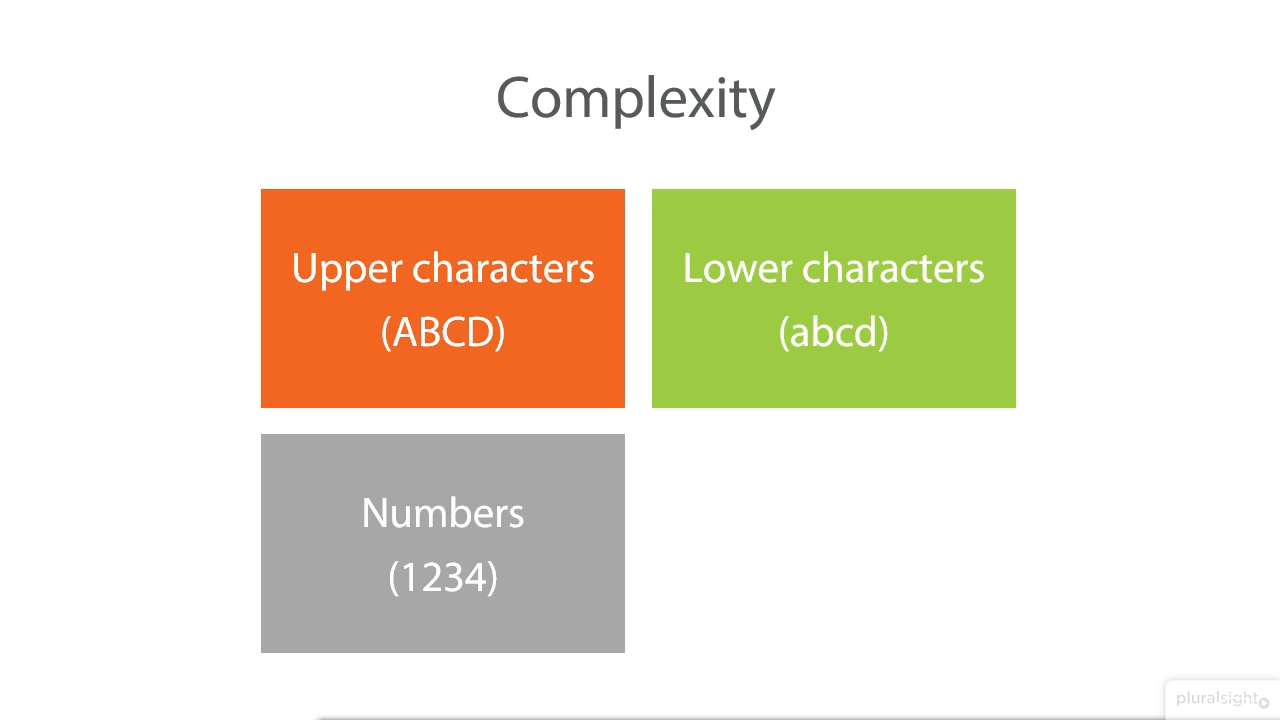 Complexity
Upper characters
(ABCD)
Lower characters
(abcd)
Numbers
(1234)
pluralsight